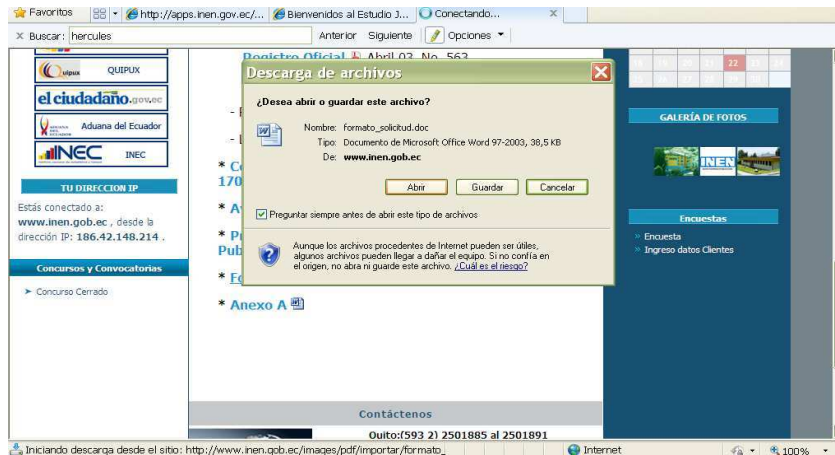 Favoritos
http://apps.inen.gov.ec/...
Bienvenidos al Estudio J...
Conectando...
x
x Buscar: hercules
Anterior Siguiente Opciones
Registro Oficial Abril 03, No. 563
QUIPUX
el ciudadano.gov.ec
Aduana del Ecuador
INEC INEC
TU DIRECCION IP
Estás conectado a:
www.inen.gob.ec , desde la
dirección IP: 186.42.148.214 .
Concursos y Convocatorias
Concurso Cerrado
Descarga de archivos
¿Desea abrir o guardar este archivo?
Nombre: formato_solicitud.doc
Tipo: Documento de Microsoft Office Word 97-2003, 38,5 KB
De: www.inen.gob.ec
Abrir Guardar Cancelar
Preguntar siempre antes de abrir este tipo de archivos
Aunque los archivos procedentes de Internet pueden ser útiles,
algunos archivos pueden llegar a dañar el equipo. Si no confía en
el origen, no abra ni guarde este archivo. ¿Cuál es el riesgo?
170
Pub
* Anexo A
22
GALERÍA DE FOTOS
INEN
Encuestas
» Encuesta
» Ingreso datos Clientes
Contáctenos
Quito:(593 2) 2501885 al 2501891
Iniciando descarga desde el sitio: http://www.inen.gob.ec/images/pdf/importar/formato_
Internet
100%